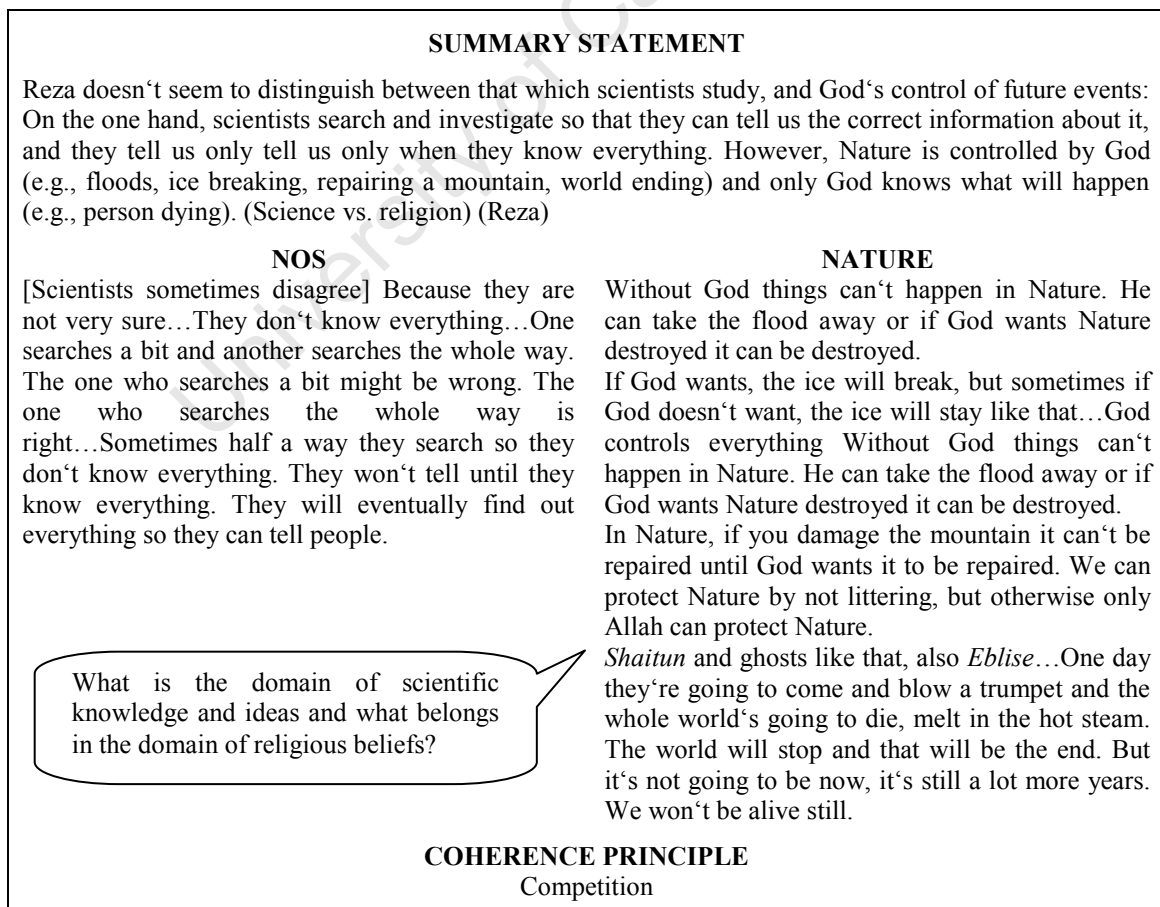 SUMMARY STATEMENT
Reza doesn‘t seem to distinguish between that which scientists study, and God‘s control of future events:
On the one hand, scientists search and investigate so that they can tell us the correct information about it,
and they tell us only tell us only when they know everything. However, Nature is controlled by God
(e.g., floods, ice breaking, repairing a mountain, world ending) and only God knows what will happen
(e.g., person dying). (Science vs. religion) (Reza)
NOS
[Scientists sometimes disagree] Because they are
not very sure…They don‘t know everything…One
searches a bit and another searches the whole way.
The one who searches a bit might be wrong. The
one who searches the whole way is
right…Sometimes half a way they search so they
don‘t know everything. They won‘t tell until they
know everything. They will eventually find out
everything so they can tell people.
What is the domain of scientific
knowledge and ideas and what belongs
in the domain of religious beliefs?
NATURE
Without God things can‘t happen in Nature. He
can take the flood away or if God wants Nature
destroyed it can be destroyed.
If God wants, the ice will break, but sometimes if
God doesn‘t want, the ice will stay like that…God
controls everything Without God things can‘t
happen in Nature. He can take the flood away or if
God wants Nature destroyed it can be destroyed.
In Nature, if you damage the mountain it can‘t be
repaired until God wants it to be repaired. We can
protect Nature by not littering, but otherwise only
Allah can protect Nature.
Shaitun and ghosts like that, also Eblise…One day
they‘re going to come and blow a trumpet and the
whole world‘s going to die, melt in the hot steam.
The world will stop and that will be the end. But
it‘s not going to be now, it‘s still a lot more years.
We won‘t be alive still.
COHERENCE PRINCIPLE
Competition
University of Ca